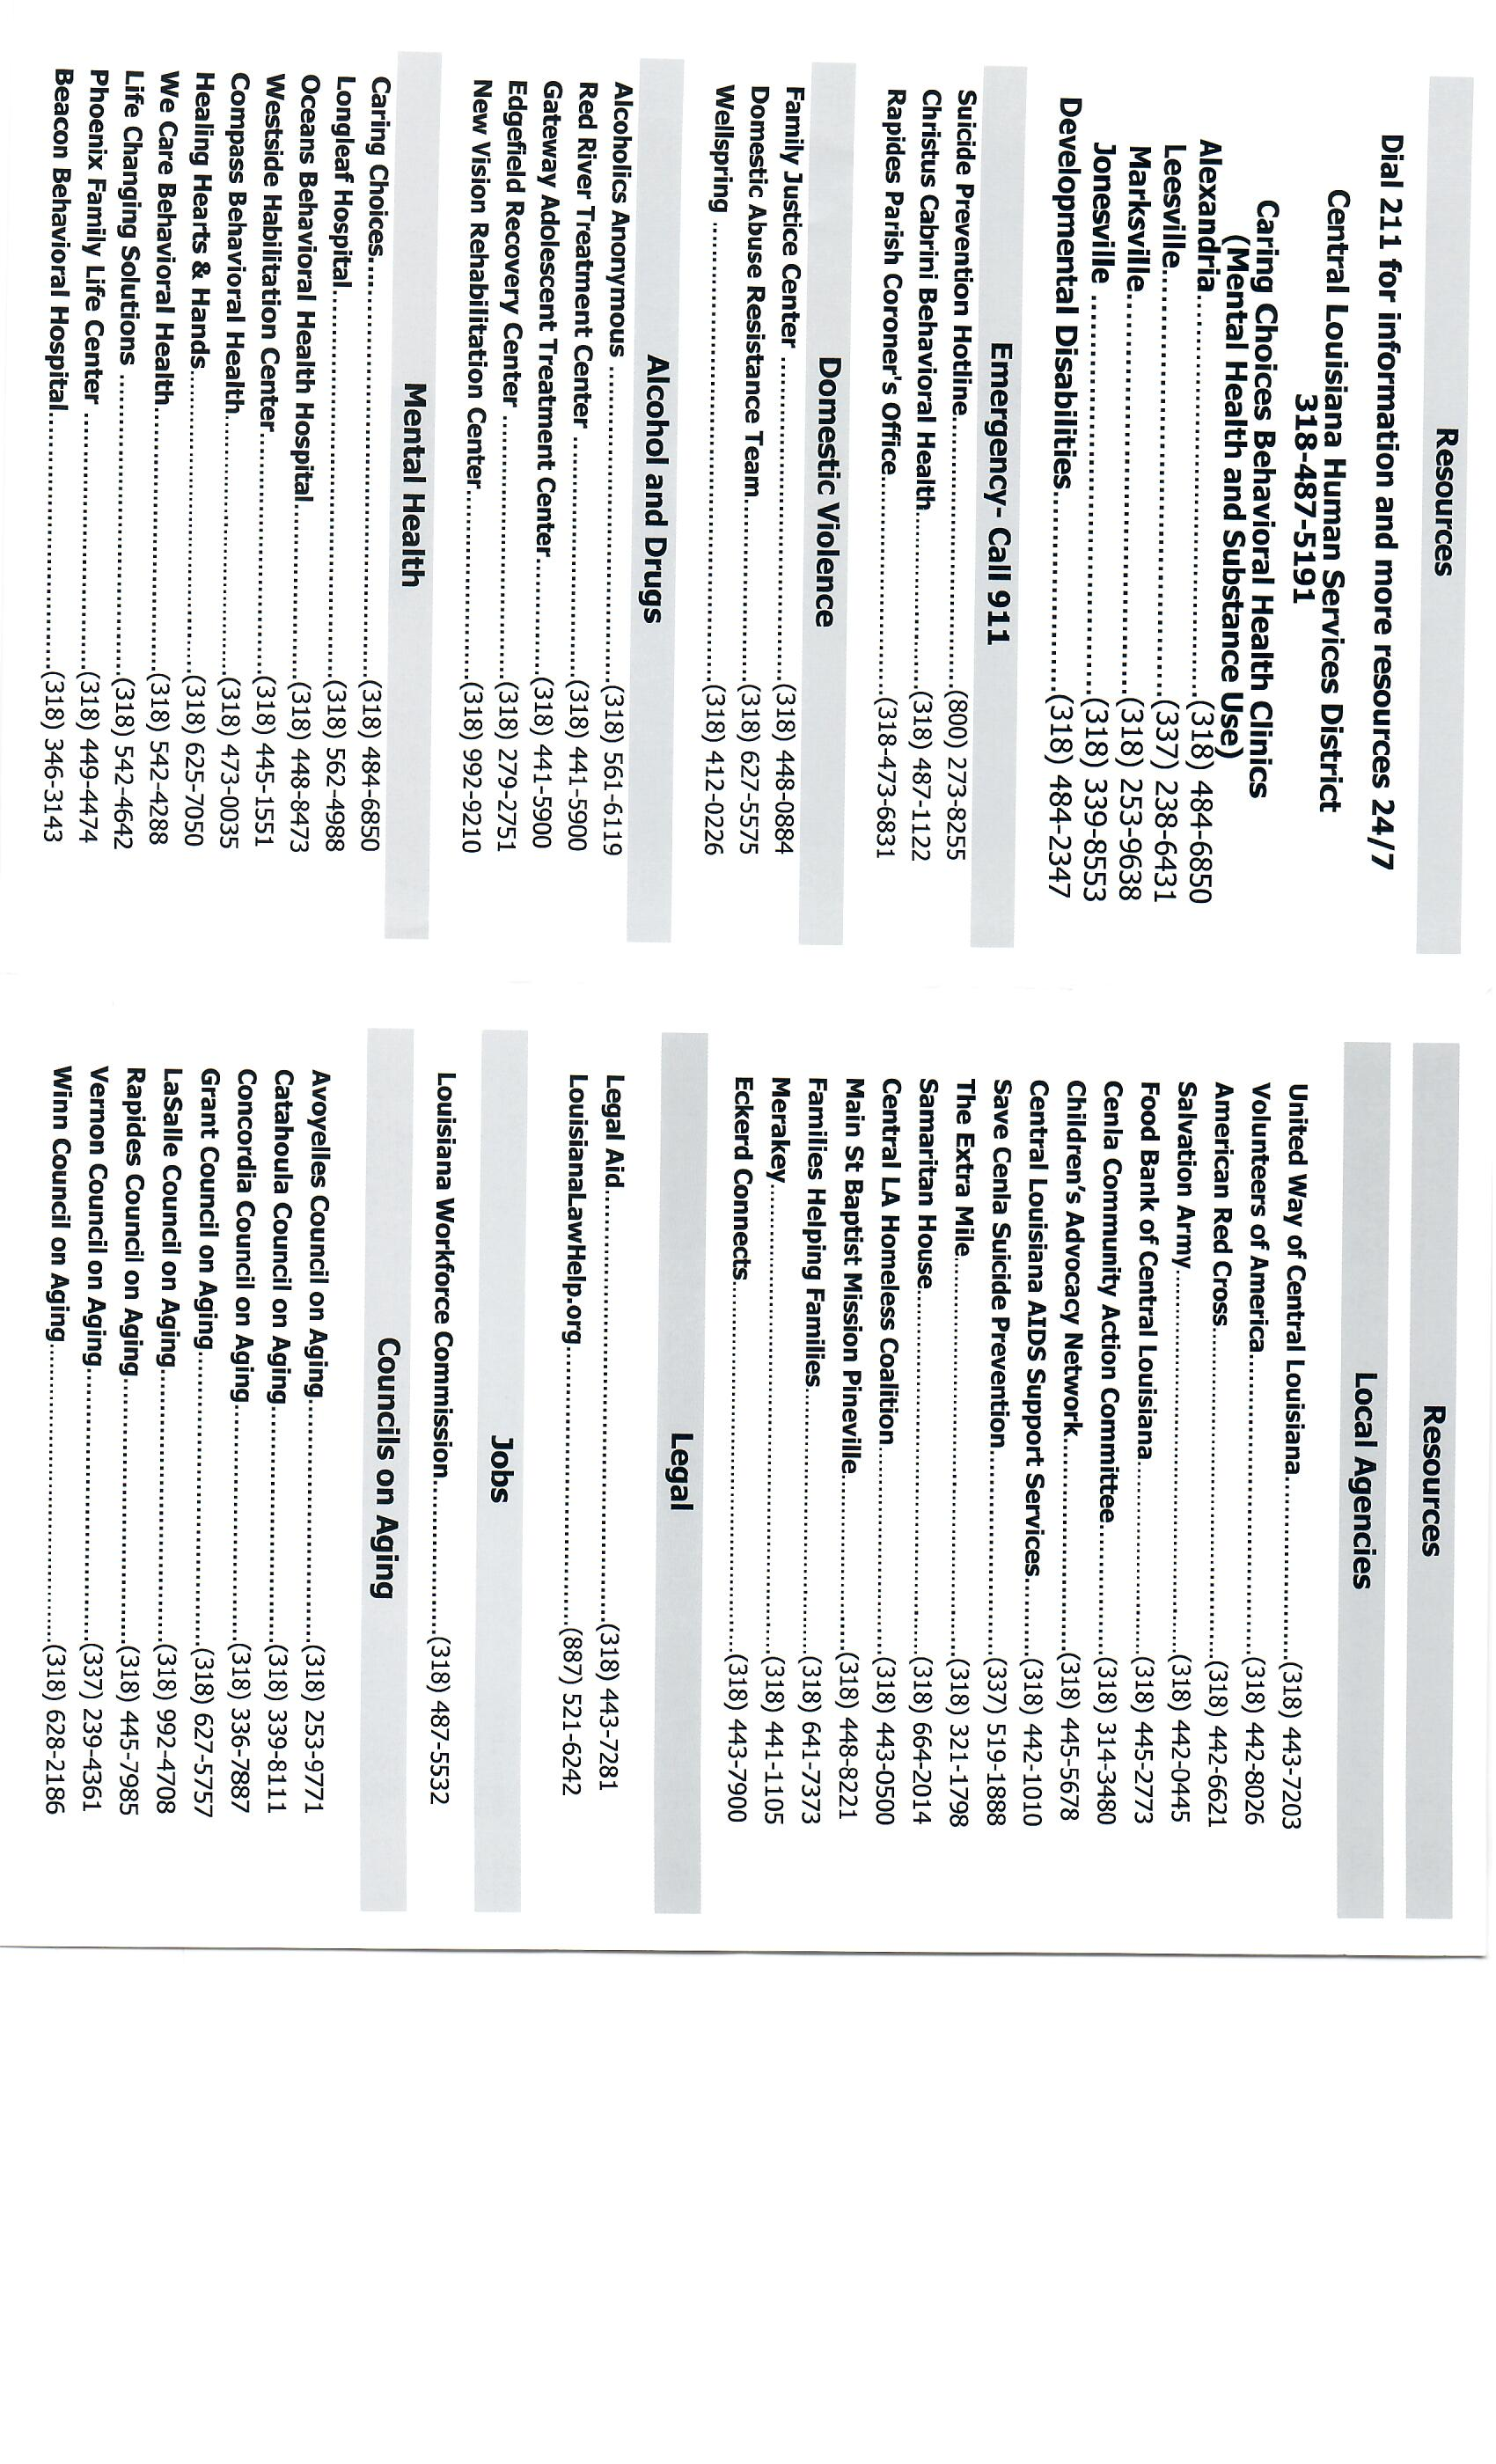 Resources
Dial 211 for information and more resources 24/7
Central Louisiana Human Services District
318-487-5191
Caring Choices Behavioral Health Clinics
(Mental Health and Substance Use)
Alexandria..........(318) 484-6850
Leesville..........(337) 238-6431
Marksville..........(318) 253-9638
Jonesville ..........(318) 339-8553
Developmental Disabilities..........(318) 484-2347
Emergency- Call 911
Suicide Prevention Hotline..........(800) 273-8255
Christus Cabrini Behavioral Health..........(318) 487-1122
Rapides Parish Coroner's Office..........(318-473-6831
Domestic Violence
Family Justice Center ..........(318) 448-0884
Domestic Abuse Resistance Team..........(318) 627-5575
Wellspring ..........(318) 412-0226
Alcohol and Drugs
Alcoholics Anonymous ..........(318) 561-6119
Red River Treatment Center ..........(318) 441-5900
Gateway Adolescent Treatment Center..........(318) 441-5900
Edgefield Recovery Center ..........(318) 279-2751
New Vision Rehabilitation Center..........(318) 992-9210
Mental Health
Caring Choices..........(318) 484-6850
Longleaf Hospital..........(318) 562-4988
Oceans Behavioral Health Hospital..........(318) 448-8473
Westside Habilitation Center..........(318) 445-1551
Compass Behavioral Health..........(318) 473-0035
Healing Hearts & Hands..........(318) 625-7050
We Care Behavioral Health..........(318) 542-4288
Life Changing Solutions ..........(318) 542-4642
Phoenix Family Life Center ..........(318) 449-4474
Beacon Behavioral Hospital..........(318) 346-3143
Resources
Local Agencies
United Way of Central Louisiana..........(318) 443-7203
Volunteers of America..........(318) 442-8026
American Red Cross..........(318) 442-6621
Salvation Army..........(318) 442-0445
Food Bank of Central Louisiana..........(318) 445-2773
Cenla Community Action Committee..........(318) 314-3480
Children’s Advocacy Network..........(318) 445-5678
Central Louisiana AIDS Support Services..........(318) 442-1010
Save Cenla Suicide Prevention..........(337) 519-1888
The Extra Mile..........(318) 321-1798
Samaritan House..........(318) 664-2014
Central LA Homeless Coalition..........(318) 443-0500
Main St Baptist Mission Pineville..........(318) 448-8221
Families Helping Families..........(318) 641-7373
Merakey..........(318) 441-1105
Eckerd Connects..........(318) 443-7900
Legal
Legal Aid..........(318) 443-7281
LouisianaLawHelp.org..........(887) 521-6242
Jobs
Louisiana Workforce Commission..........(318) 487-5532
Councils on Aging
Avoyelles Council on Aging..........(318) 253-9771
Catahoula Council on Aging..........(318) 339-8111
Concordia Council on Aging..........(318) 336-7887
Grant Council on Aging..........(318) 627-5757
LaSalle Council on Aging..........(318) 992-4708
Rapides Council on Aging..........(318) 445-7985
Vernon Council on Aging..........(337) 239-4361
Winn Council on Aging..........(318) 628-2186